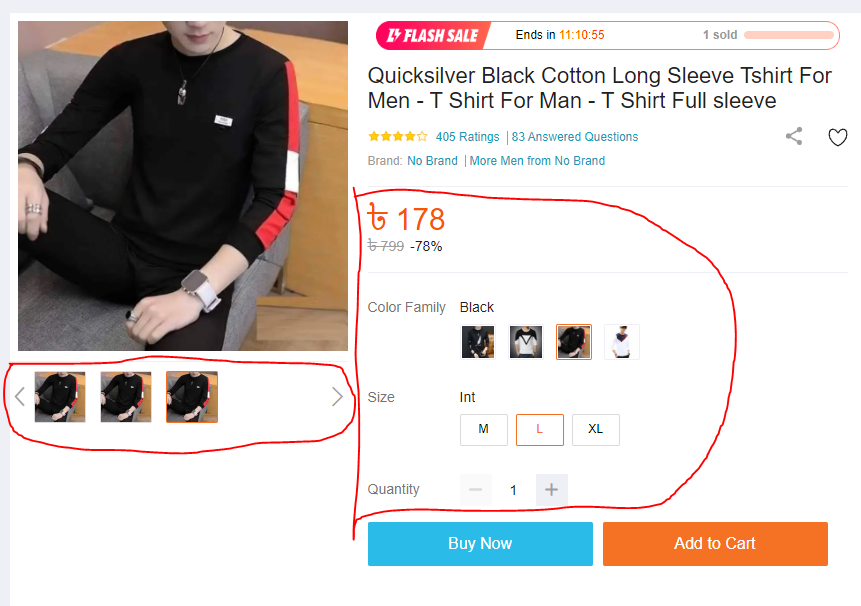 FLASH SALE Ends in 11:10:55 1 sold
Quicksilver Black Cotton Long Sleeve Tshirt For
Men - T Shirt For Man - T Shirt Full sleeve
405 Ratings | 83 Answered Questions
Brand: No Brand | More Men from No Brand
৳ 178
৳ 799 -78%
Color Family Black
Size Int
M L XL
Quantity 1
Buy Now Add to Cart